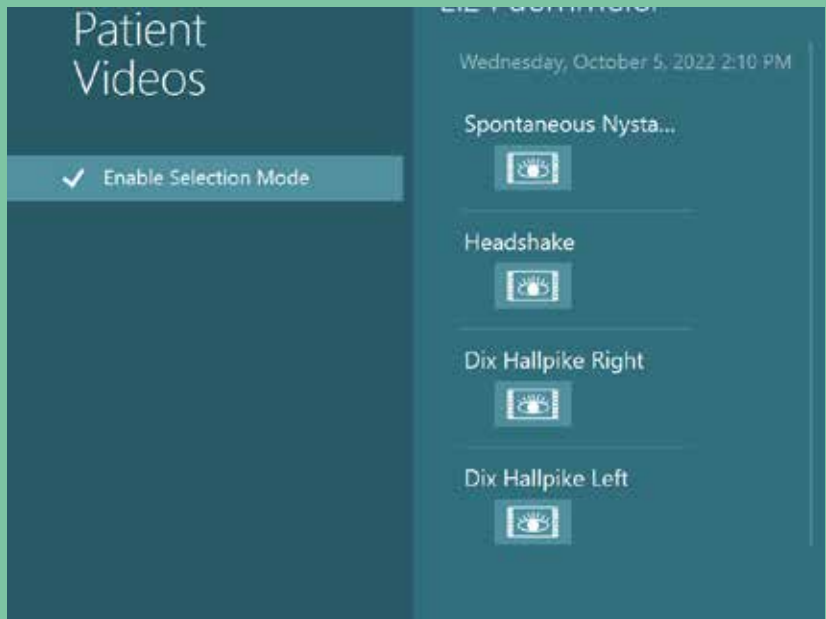 Patient
Videos
Enable Selection Mode
Wednesday, October 5, 2022 2:10 PM
Spontaneous Nysta...
Headshake
Dix Hallpike Right
Dix Hallpike Left